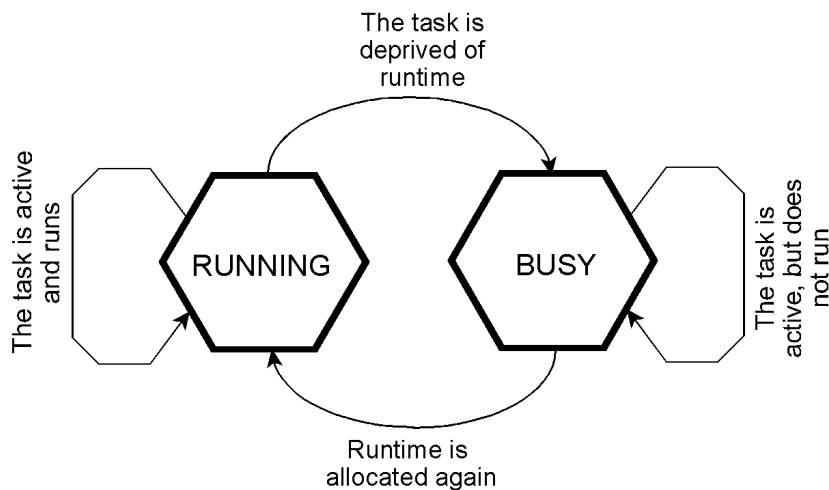 The task is
deprived of
runtime
The task is active
and runs
RUNNING
BUSY
The task is
active, but does
not run
Runtime is
allocated again